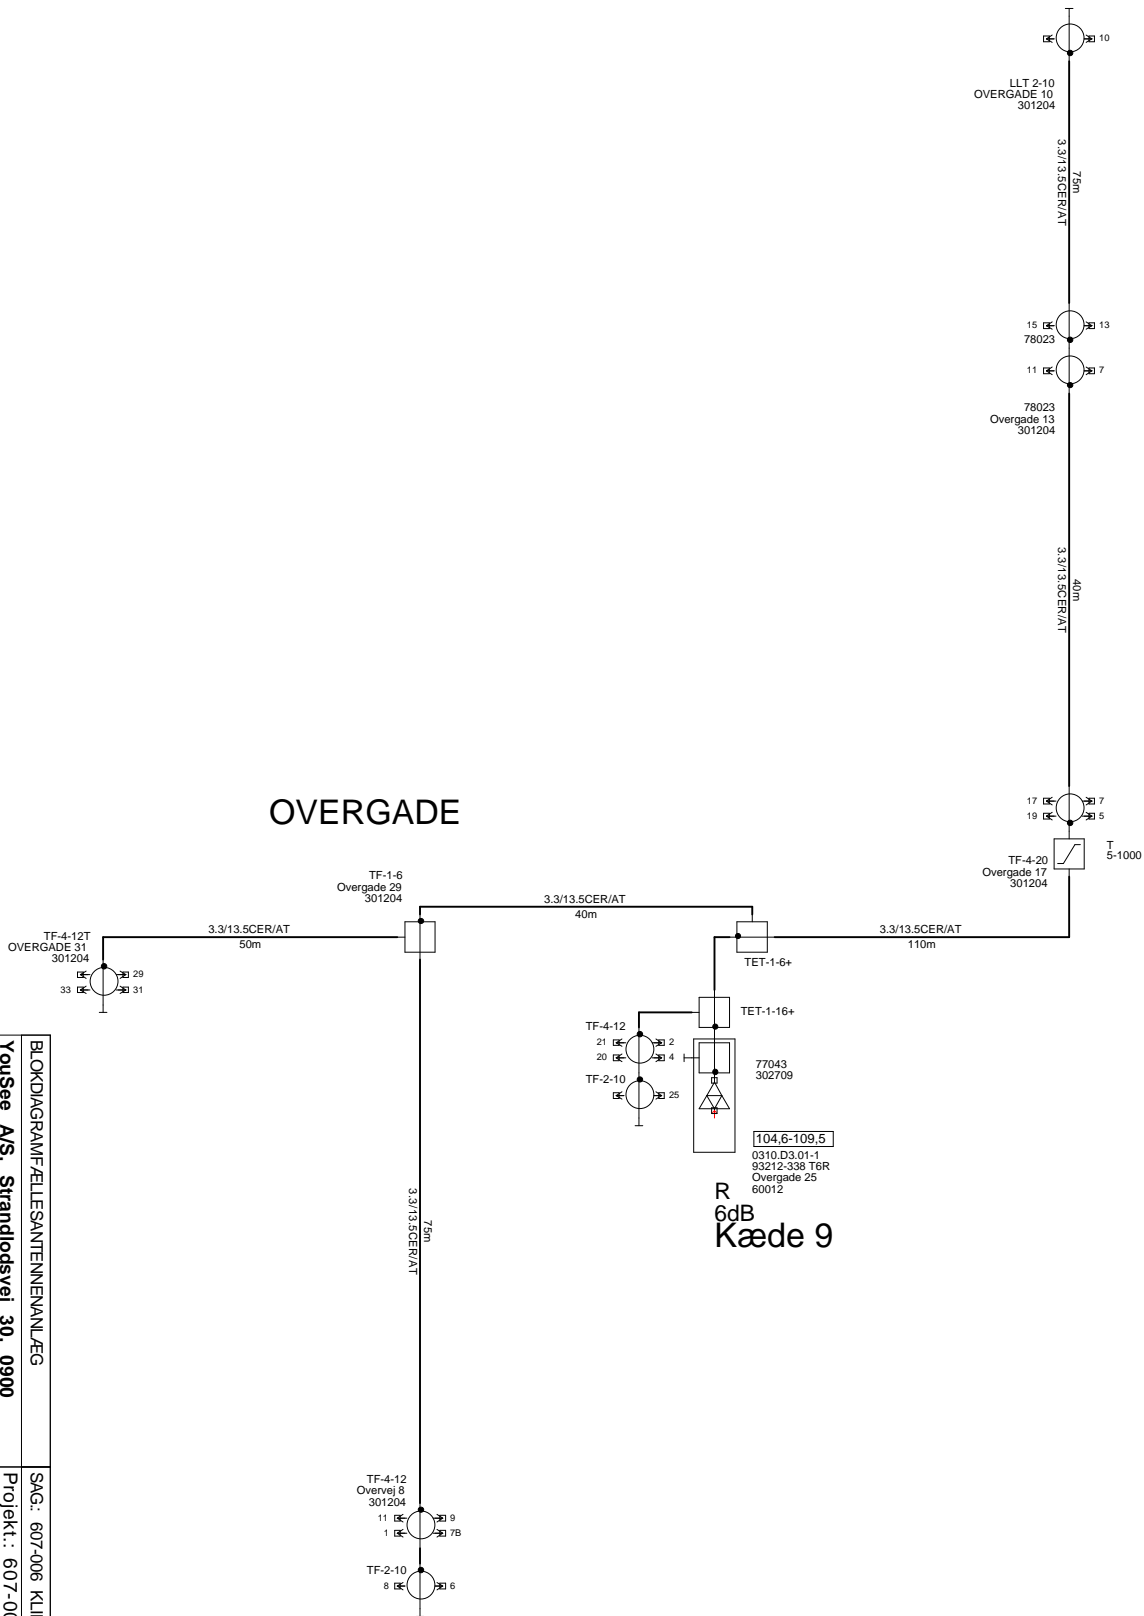 10
LLT 2-10
OVERGADE 10
301204
75m
3.3/13.5CER/AT
15
13
78023
11
7
78023
Overgade 13
301204
40m
3.3/13.5CER/AT
17
7
19
5
T
5-1000
TF-4-20
Overgade 17
301204
OVERGADE
TF-1-6
Overgade 29
301204
3.3/13.5CER/AT
40m
3.3/13.5CER/AT
50m
3.3/13.5CER/AT
110m
TF-4-12T
OVERGADE 31
301204
29
33
31
TET-1-6+
TET-1-16+
TF-4-12
21
2
20
4
TF-2-10
25
77043
302709
104,6-109,5
0310.D3.01-1
93212-338 T6R
Overgade 25
60012
R
6dB
Kæde 9
75m
3.3/13.5CER/AT
TF-4-12
Overvej 8
301204
11
9
1
7B
TF-2-10
8
6
BLOKDIAGRAMFÆLLESANTENNENANLÆG
YouSee A/S. Strandlodsvej 30. 0900
SAG.: 607-006
Projekt.: